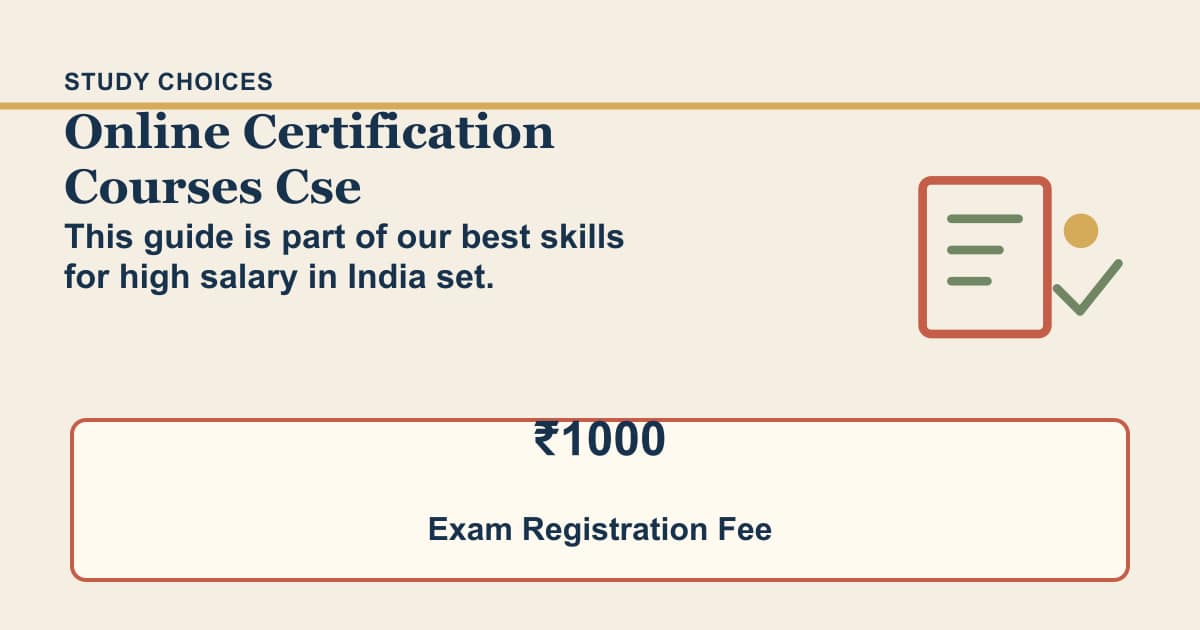 STUDY CHOICES
Online Certification
Courses Cse
This guide is part of our best skills
for high salary in India set.
₹1000
Exam Registration Fee